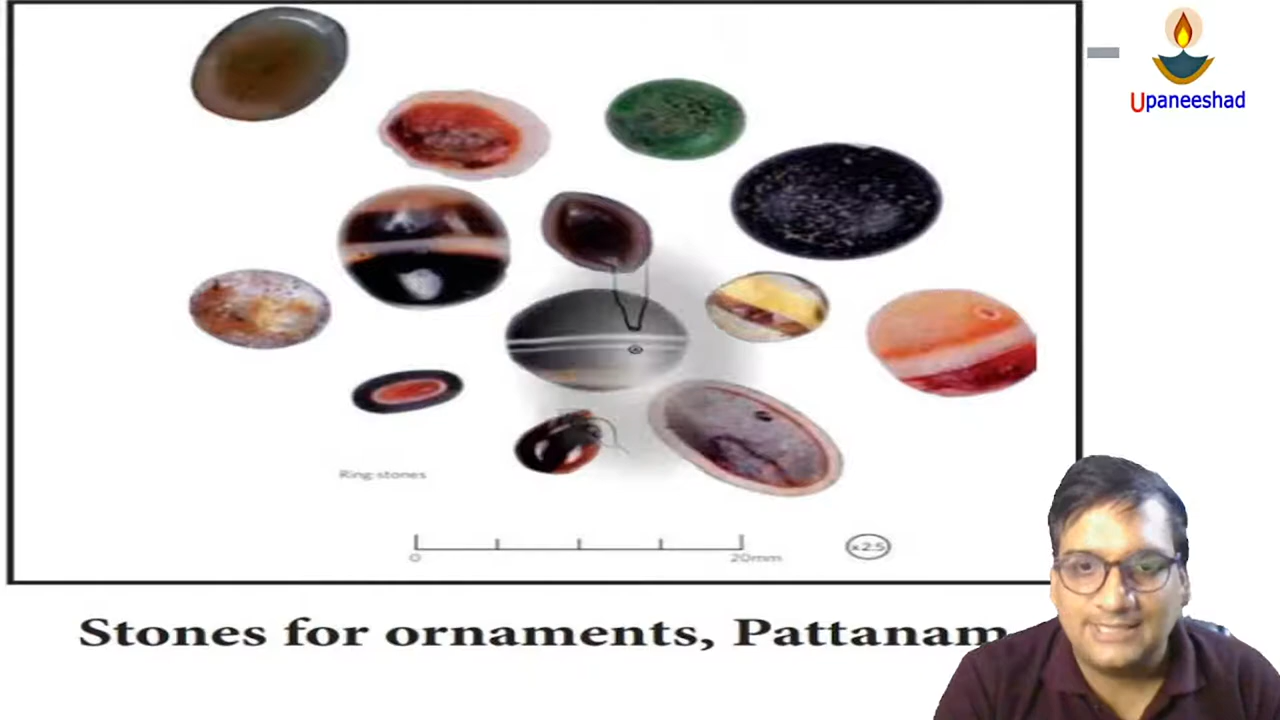 Upaneeshad
Ring-stones
0 20mm
x2.5
Stones for ornaments, Pattanam